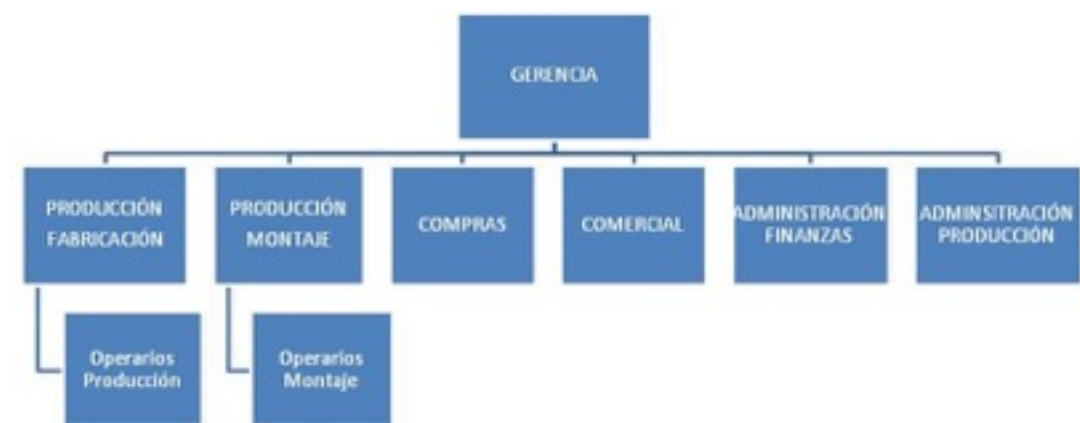 GERENCIA
PRODUCCIÓN
FABRICACIÓN
PRODUCCIÓN
MONTAJE
COMPRAS
COMERCIAL
ADMINISTRACIÓN
FINANZAS
ADMINSITRACIÓN
PRODUCCIÓN
Operarios
Producción
Operarios
Montaje